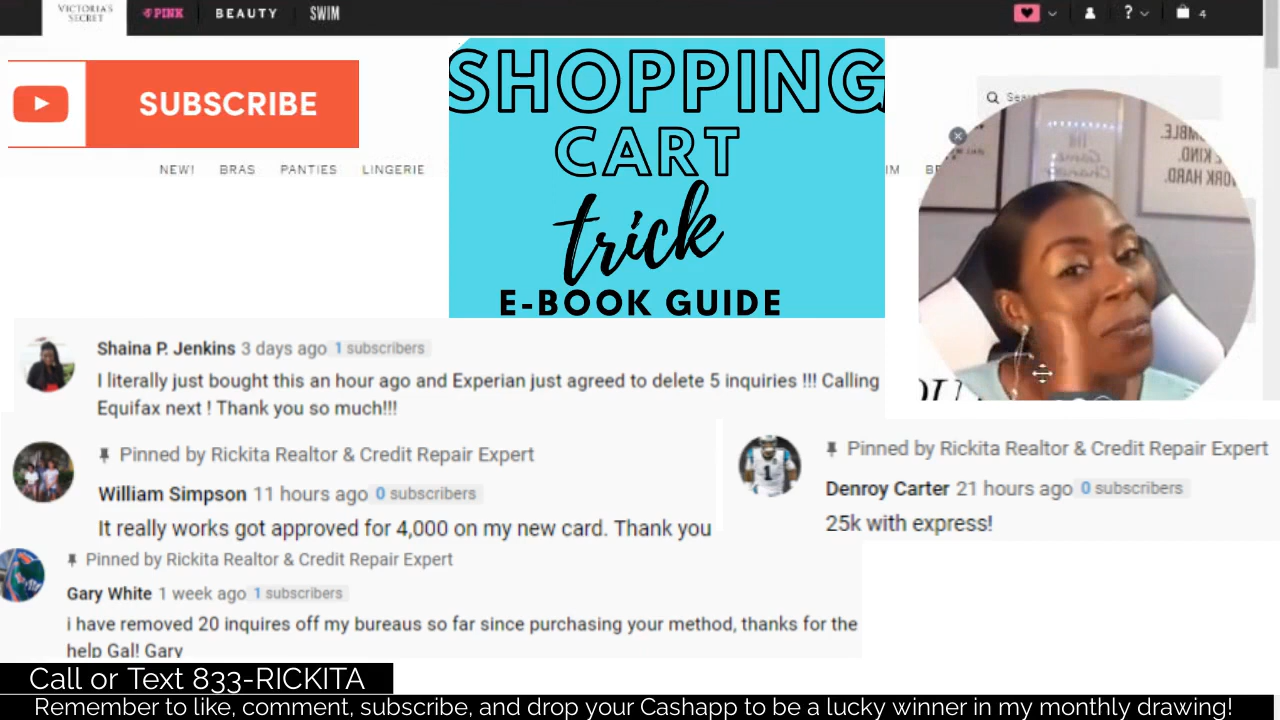 VICTORIA'S
SECRET
PINK
BEAUTY
SWIM
?
4
SUBSCRIBE
SHOPPING
CART
trick
E-BOOK GUIDE
NEW! BRAS PANTIES LINGERIE
HARD.
Shaina P. Jenkins 3 days ago 1 subscribers
I literally just bought this an hour ago and Experian just agreed to delete 5 inquiries !!! Calling
Equifax next ! Thank you so much!!!
Pinned by Rickita Realtor & Credit Repair Expert
William Simpson 11 hours ago 0 subscribers
It really works got approved for 4,000 on my new card. Thank you
Pinned by Rickita Realtor & Credit Repair Expert
Denroy Carter 21 hours ago 0 subscribers
25k with express!
Pinned by Rickita Realtor & Credit Repair Expert
Gary White 1 week ago 1 subscribers
i have removed 20 inquires off my bureaus so far since purchasing your method, thanks for the
help Gal! Gary
Call or Text 833-RICKITA
Remember to like, comment, subscribe, and drop your Cashapp to be a lucky winner in my monthly drawing!